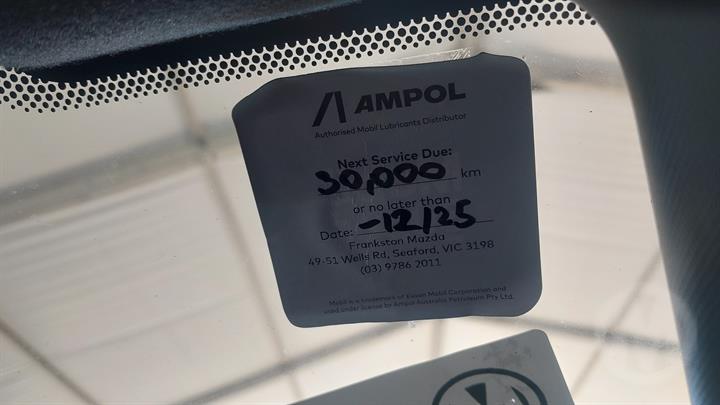 AMPOL
Authorised Mobil Lubricants Distributor
Next Service Due:
30,000 km
or no later than
Date: -12/25
Frankston Mazda
49-51 Wells Rd, Seaford, VIC 3198
(03) 9786 2011
Mobil is a trademark of Exxon Mobil Corporation and
used under license by Ampol Australia Petroleum Pty Ltd.